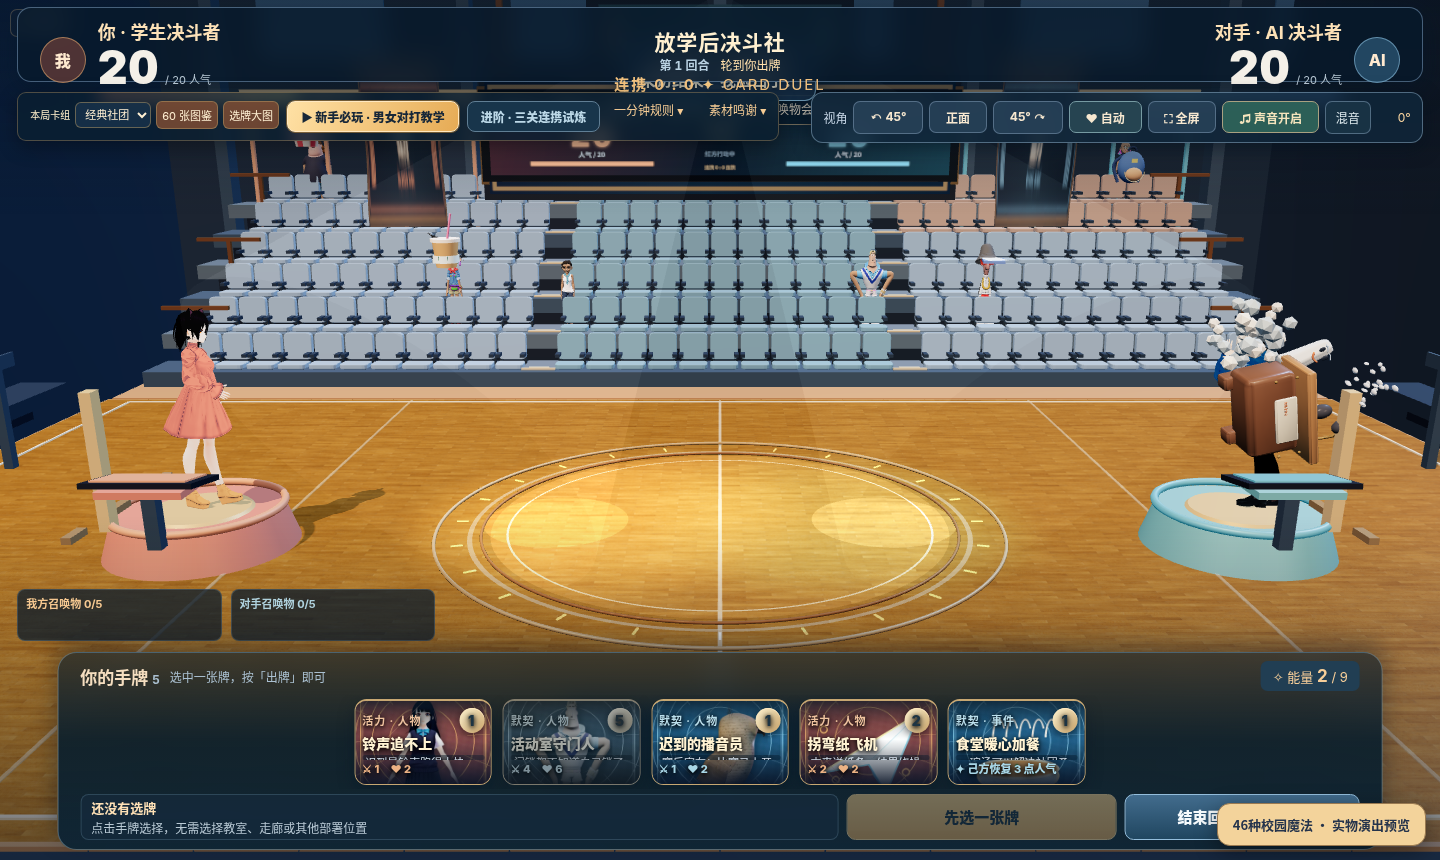 我
你 · 学生决斗者
20 / 20 人气
放学后决斗社
第 1 回合 轮到你出牌
连携 0 : 0 ✦ CARD DUEL
对手 · AI 决斗者
20 / 20 人气
AI
本局卡组 经典社团 60 张图鉴 选牌大图 ▶ 新手必玩 · 男女对打教学 进阶 · 三关连携试炼 一分钟规则 ▾ 素材鸣谢 ▾ 唤物会
视角 ↶ 45° 正面 45° ↷ ♥ 自动 ⛶ 全屏 ♫ 声音开启 混音 0°
人气 / 20
人气 / 20
我方召唤物 0/5
对手召唤物 0/5
你的手牌 5 选中一张牌，按「出牌」即可
✧ 能量 2 / 9
活力 · 人物 1
铃声追不上
⚔ 1 ♥ 2
默契 · 人物 5
活动室守门人
⚔ 4 ♥ 6
默契 · 人物 1
迟到的播音员
⚔ 1 ♥ 2
活力 · 人物 2
拐弯纸飞机
⚔ 2 ♥ 2
默契 · 事件 1
食堂暖心加餐
✦ 己方恢复 3 点人气
还没有选牌
点击手牌选择，无需选择教室、走廊或其他部署位置
先选一张牌
结束回
46种校园魔法 · 实物演出预览